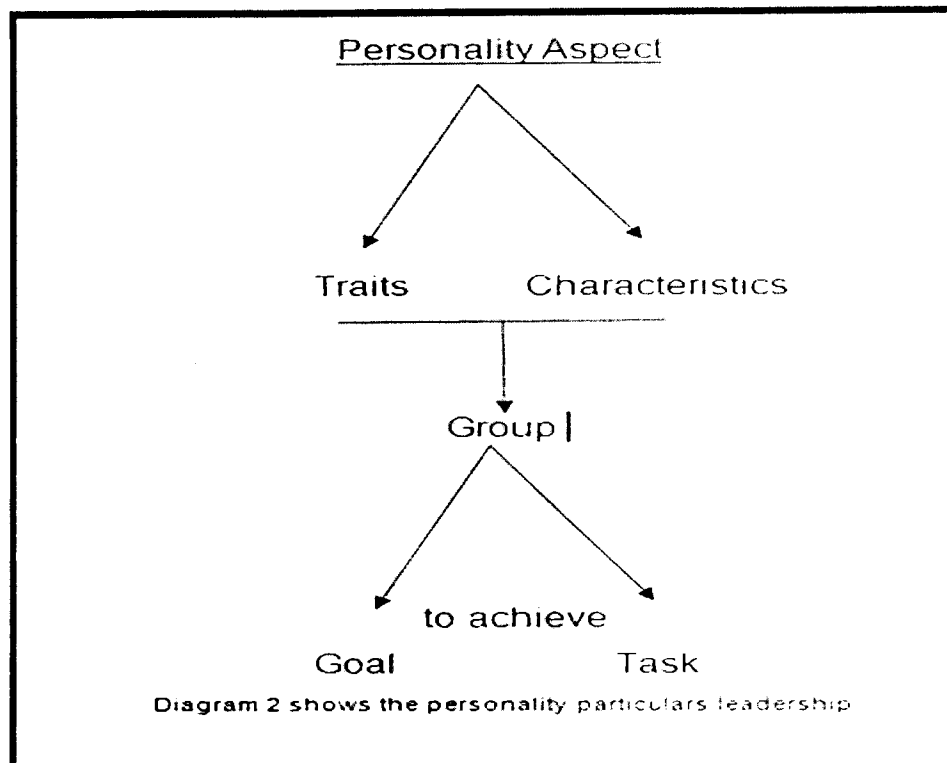 Personality Aspect
Traits Characteristics
Group
to achieve
Goal Task
Diagram 2 shows the personality particulars leadership